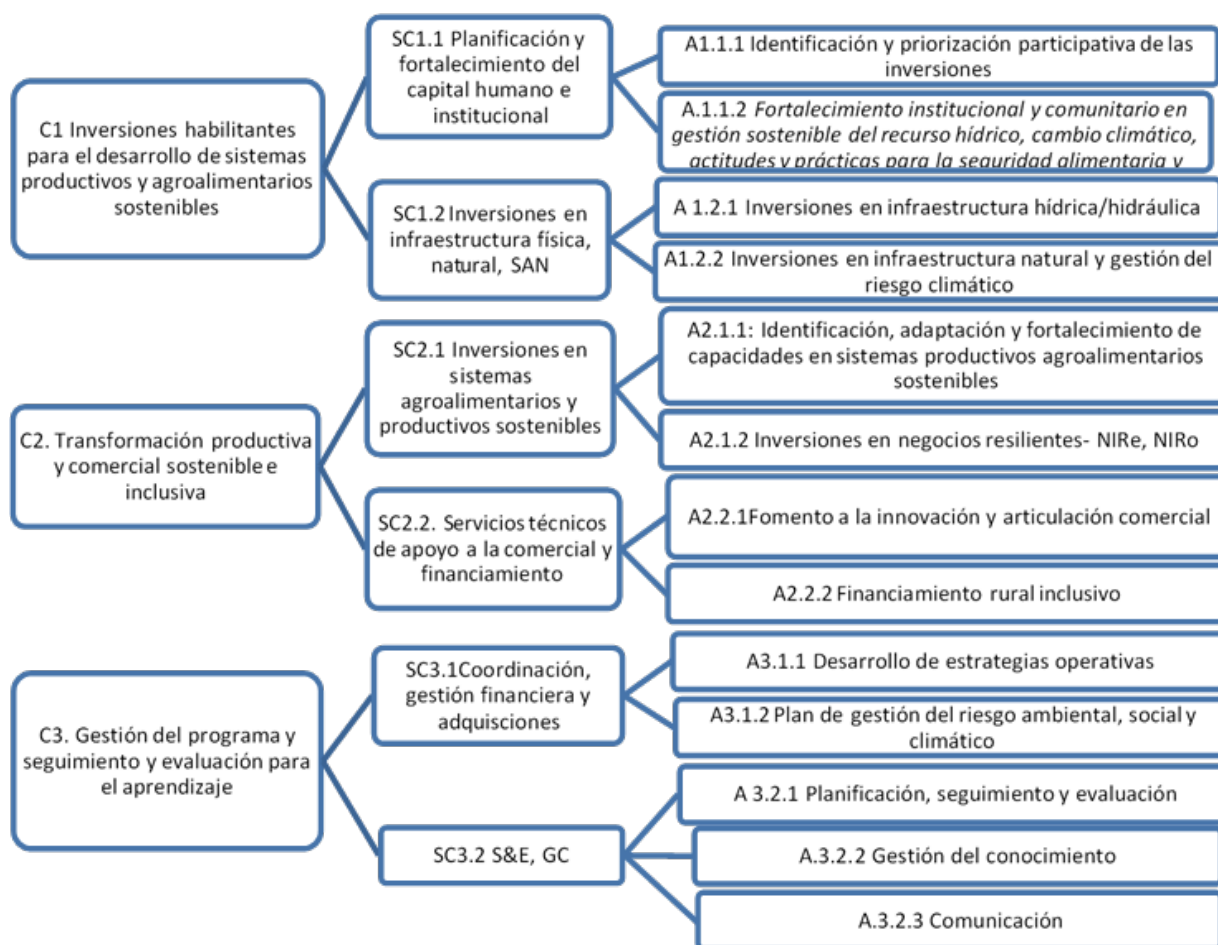 C1 Inversiones habilitantes
para el desarrollo de sistemas
productivos y agroalimentarios
sostenibles
SC1.1 Planificación y
fortalecimiento del
capital humano e
institucional
A1.1.1 Identificación y priorización participativa de las
inversiones
A.1.1.2 Fortalecimiento institucional y comunitario en
gestión sostenible del recurso hídrico, cambio climático,
actitudes y prácticas para la seguridad alimentaria y
SC1.2 Inversiones en
infraestructura física,
natural, SAN
A 1.2.1 Inversiones en infraestructura hídrica/hidráulica
A1.2.2 Inversiones en infraestructura natural y gestión del
riesgo climático
C2. Transformación productiva
y comercial sostenible e
inclusiva
SC2.1 Inversiones en
sistemas
agroalimentarios y
productivos sostenibles
A2.1.1: Identificación, adaptación y fortalecimiento de
capacidades en sistemas productivos agroalimentarios
sostenibles
A2.1.2 Inversiones en negocios resilientes- NIRe, NIRo
SC2.2. Servicios técnicos
de apoyo a la comercial y
financiamiento
A2.2.1Fomento a la innovación y articulación comercial
A2.2.2 Financiamiento rural inclusivo
C3. Gestión del programa y
seguimiento y evaluación para
el aprendizaje
SC3.1Coordinación,
gestión financiera y
adquisciones
A3.1.1 Desarrollo de estrategias operativas
A3.1.2 Plan de gestión del riesgo ambiental, social y
climático
SC3.2 S&E, GC
A 3.2.1 Planificación, seguimiento y evaluación
A.3.2.2 Gestión del conocimiento
A.3.2.3 Comunicación